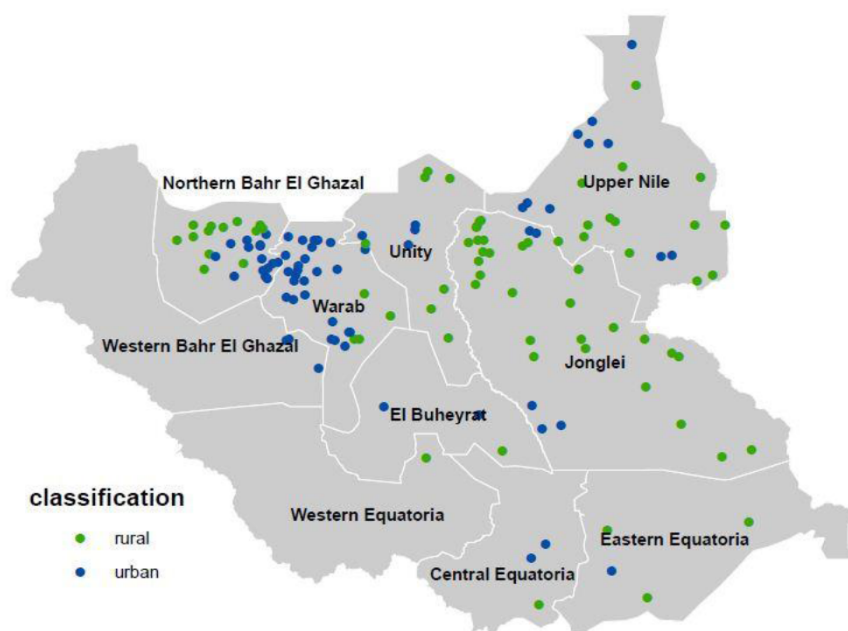 Northern Bahr El Ghazal
Upper Nile
Unity
Warab
Western Bahr El Ghazal
Jonglei
El Buheyrat
classification
rural
urban
Western Equatoria
Eastern Equatoria
Central Equatoria